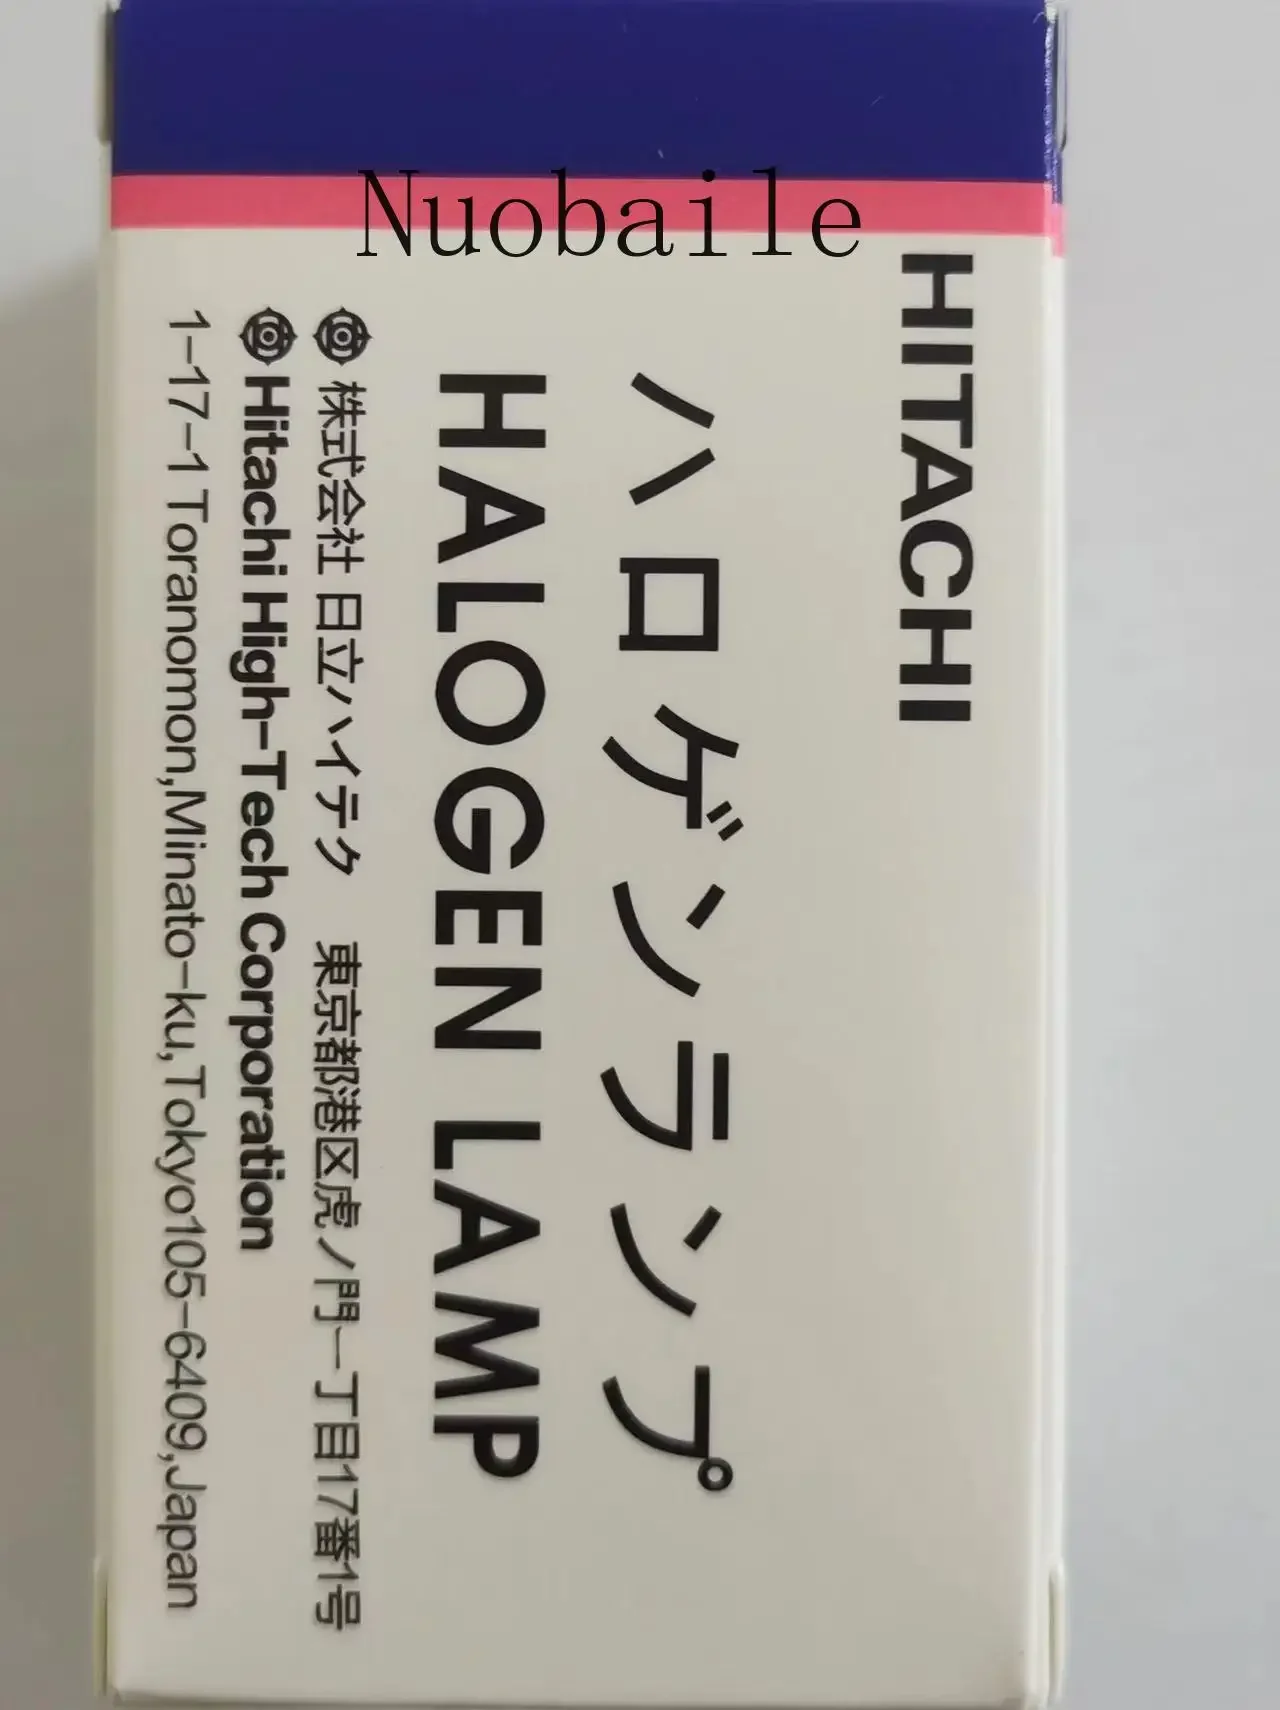 Nuobaile
HITACHI
ハロゲンランプ
HALOGEN LAMP
株式会社 日立ハイテク 東京都港区虎ノ門一丁目17番1号
Hitachi High-Tech Corporation
1-17-1 Toranomon,Minato-ku,Tokyo105-6409,Japan